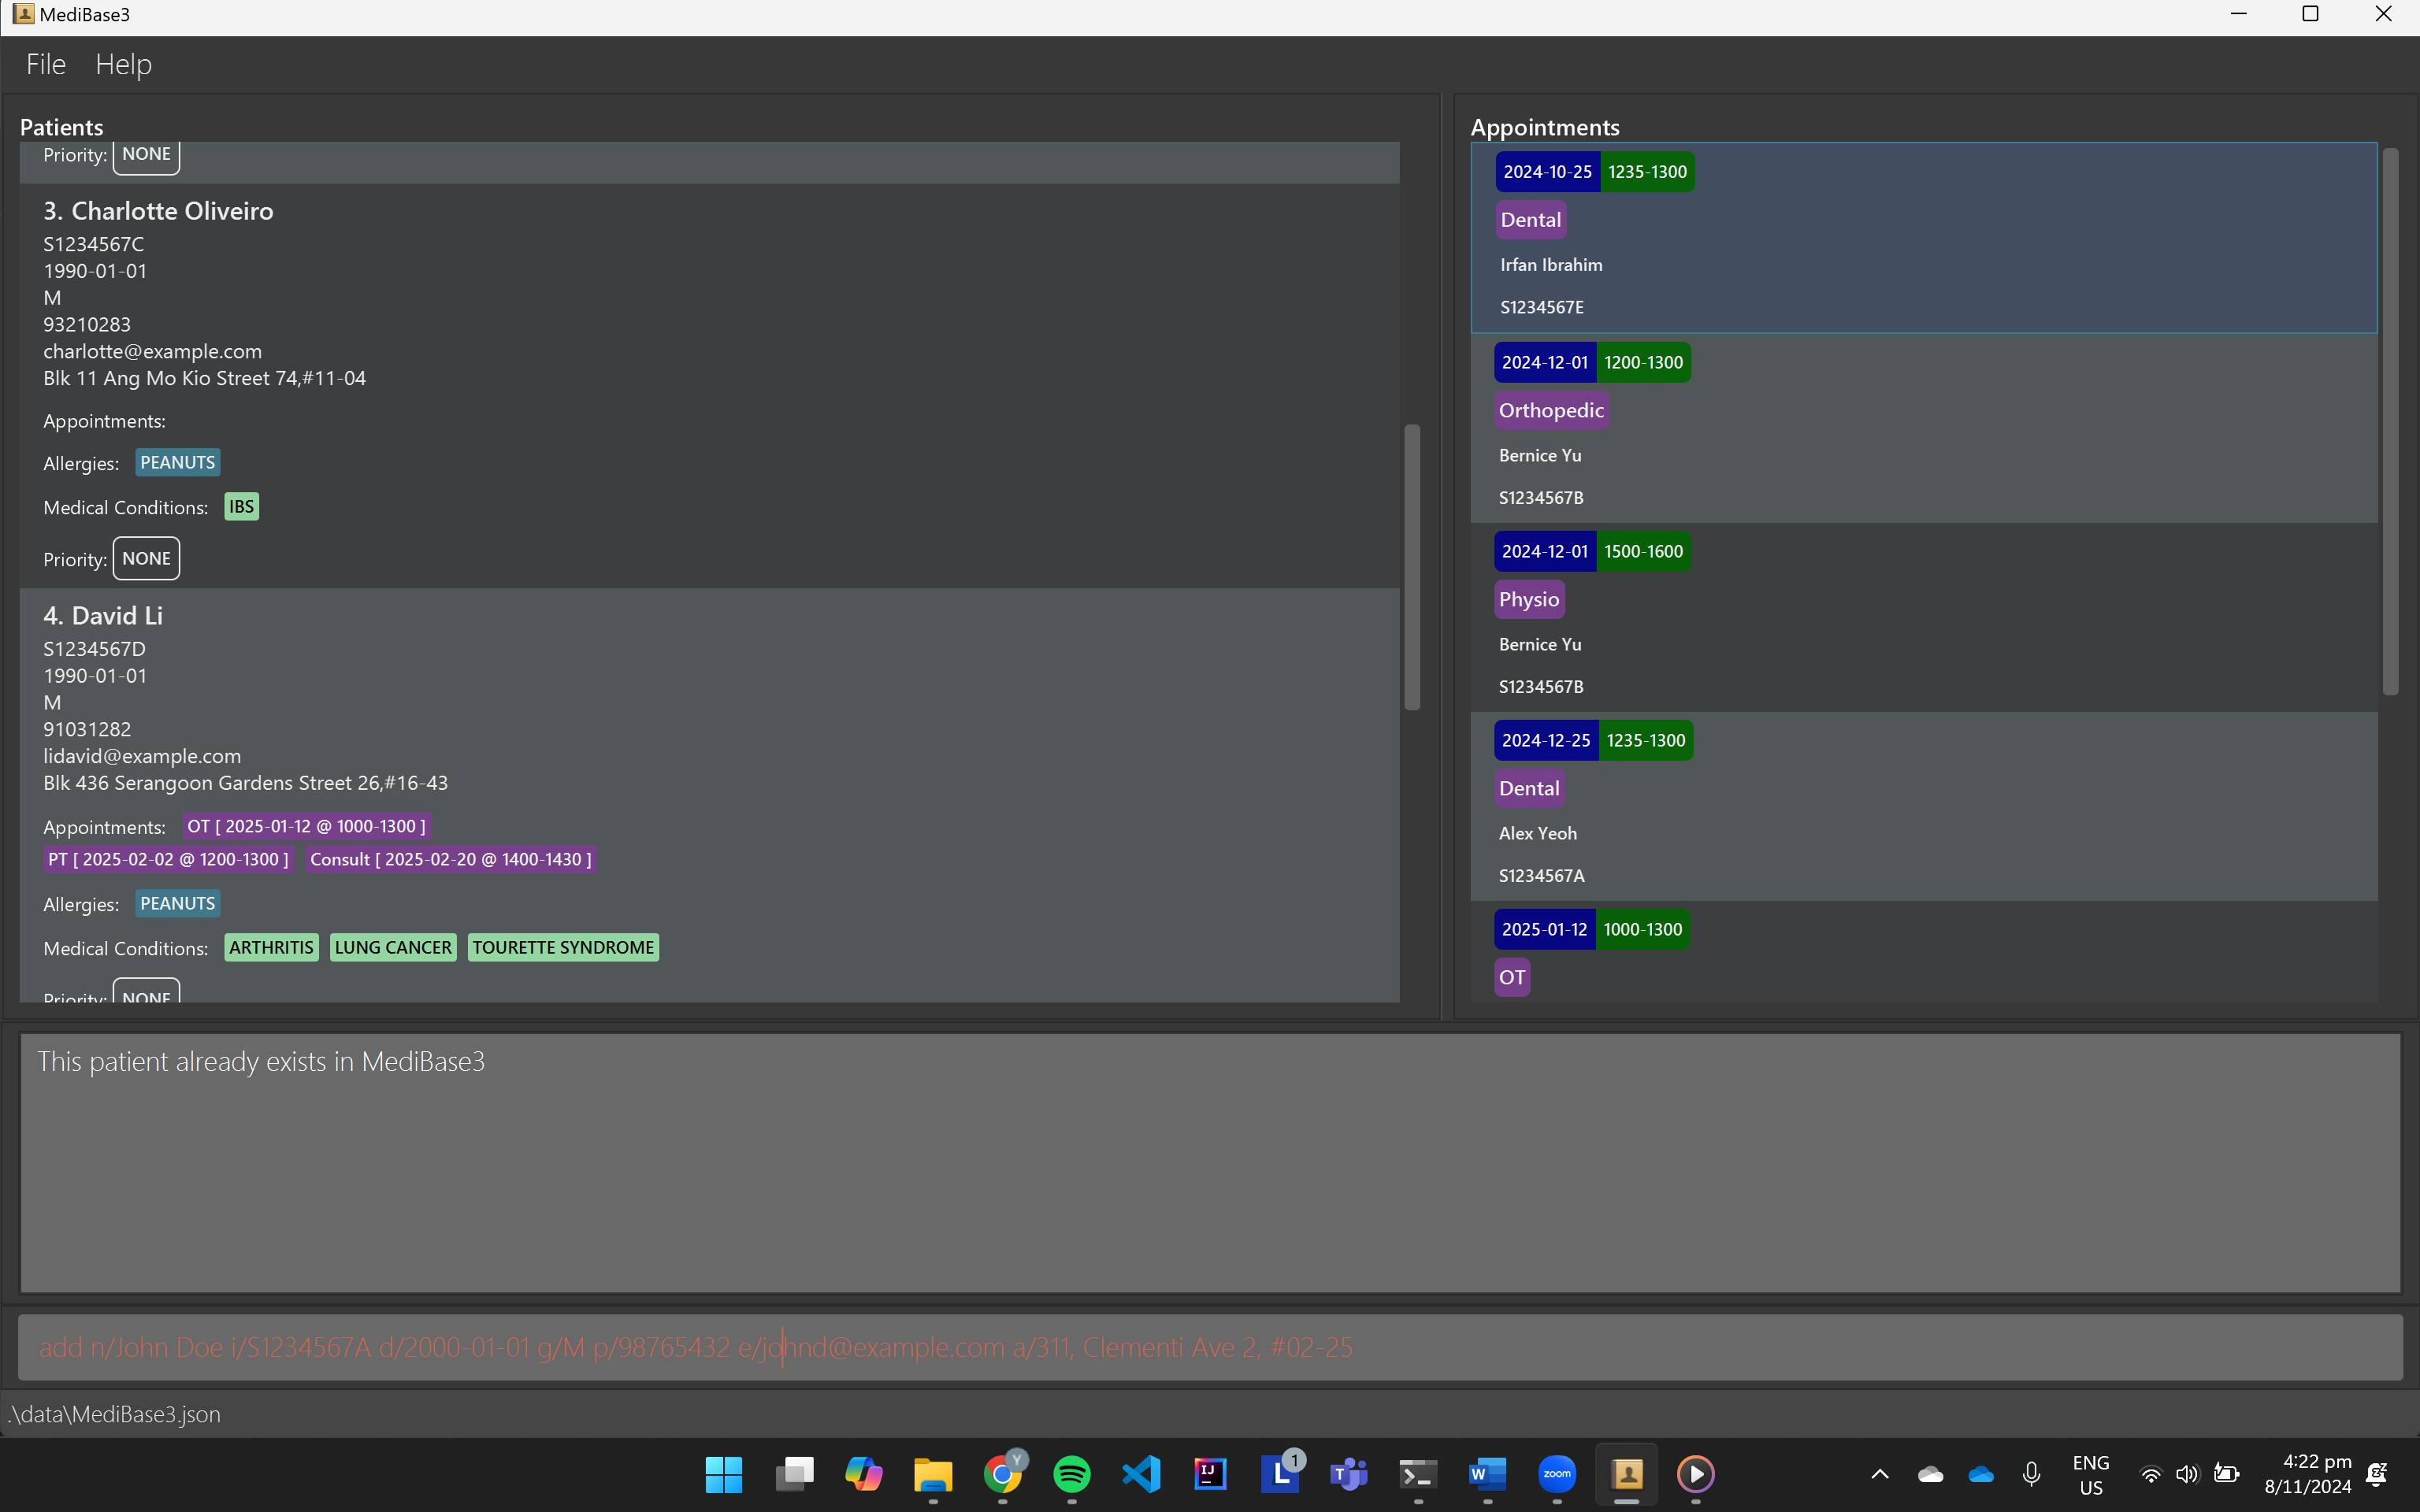 MediBase3
File Help
Patients
Priority: NONE
3. Charlotte Oliveiro
S1234567C
1990-01-01
M
93210283
charlotte@example.com
Blk 11 Ang Mo Kio Street 74,#11-04
Appointments:
Allergies: PEANUTS
Medical Conditions: IBS
Priority: NONE
4. David Li
S1234567D
1990-01-01
M
91031282
lidavid@example.com
Blk 436 Serangoon Gardens Street 26,#16-43
Appointments: OT [ 2025-01-12 @ 1000-1300 ]
PT [ 2025-02-02 @ 1200-1300 ] Consult [ 2025-02-20 @ 1400-1430 ]
Allergies: PEANUTS
Medical Conditions: ARTHRITIS LUNG CANCER TOURETTE SYNDROME
Priority: NONE
Appointments
2024-10-25 1235-1300
Dental
Irfan Ibrahim
S1234567E
2024-12-01 1200-1300
Orthopedic
Bernice Yu
S1234567B
2024-12-01 1500-1600
Physio
Bernice Yu
S1234567B
2024-12-25 1235-1300
Dental
Alex Yeoh
S1234567A
2025-01-12 1000-1300
OT
This patient already exists in MediBase3
add n/John Doe i/S1234567A d/2000-01-01 g/M p/98765432 e/johnd@example.com a/311, Clementi Ave 2, #02-25
.\data\MediBase3.json
Y
IJ
L
1
T
W
zoom
ENG
US
4:22 pm
8/11/2024